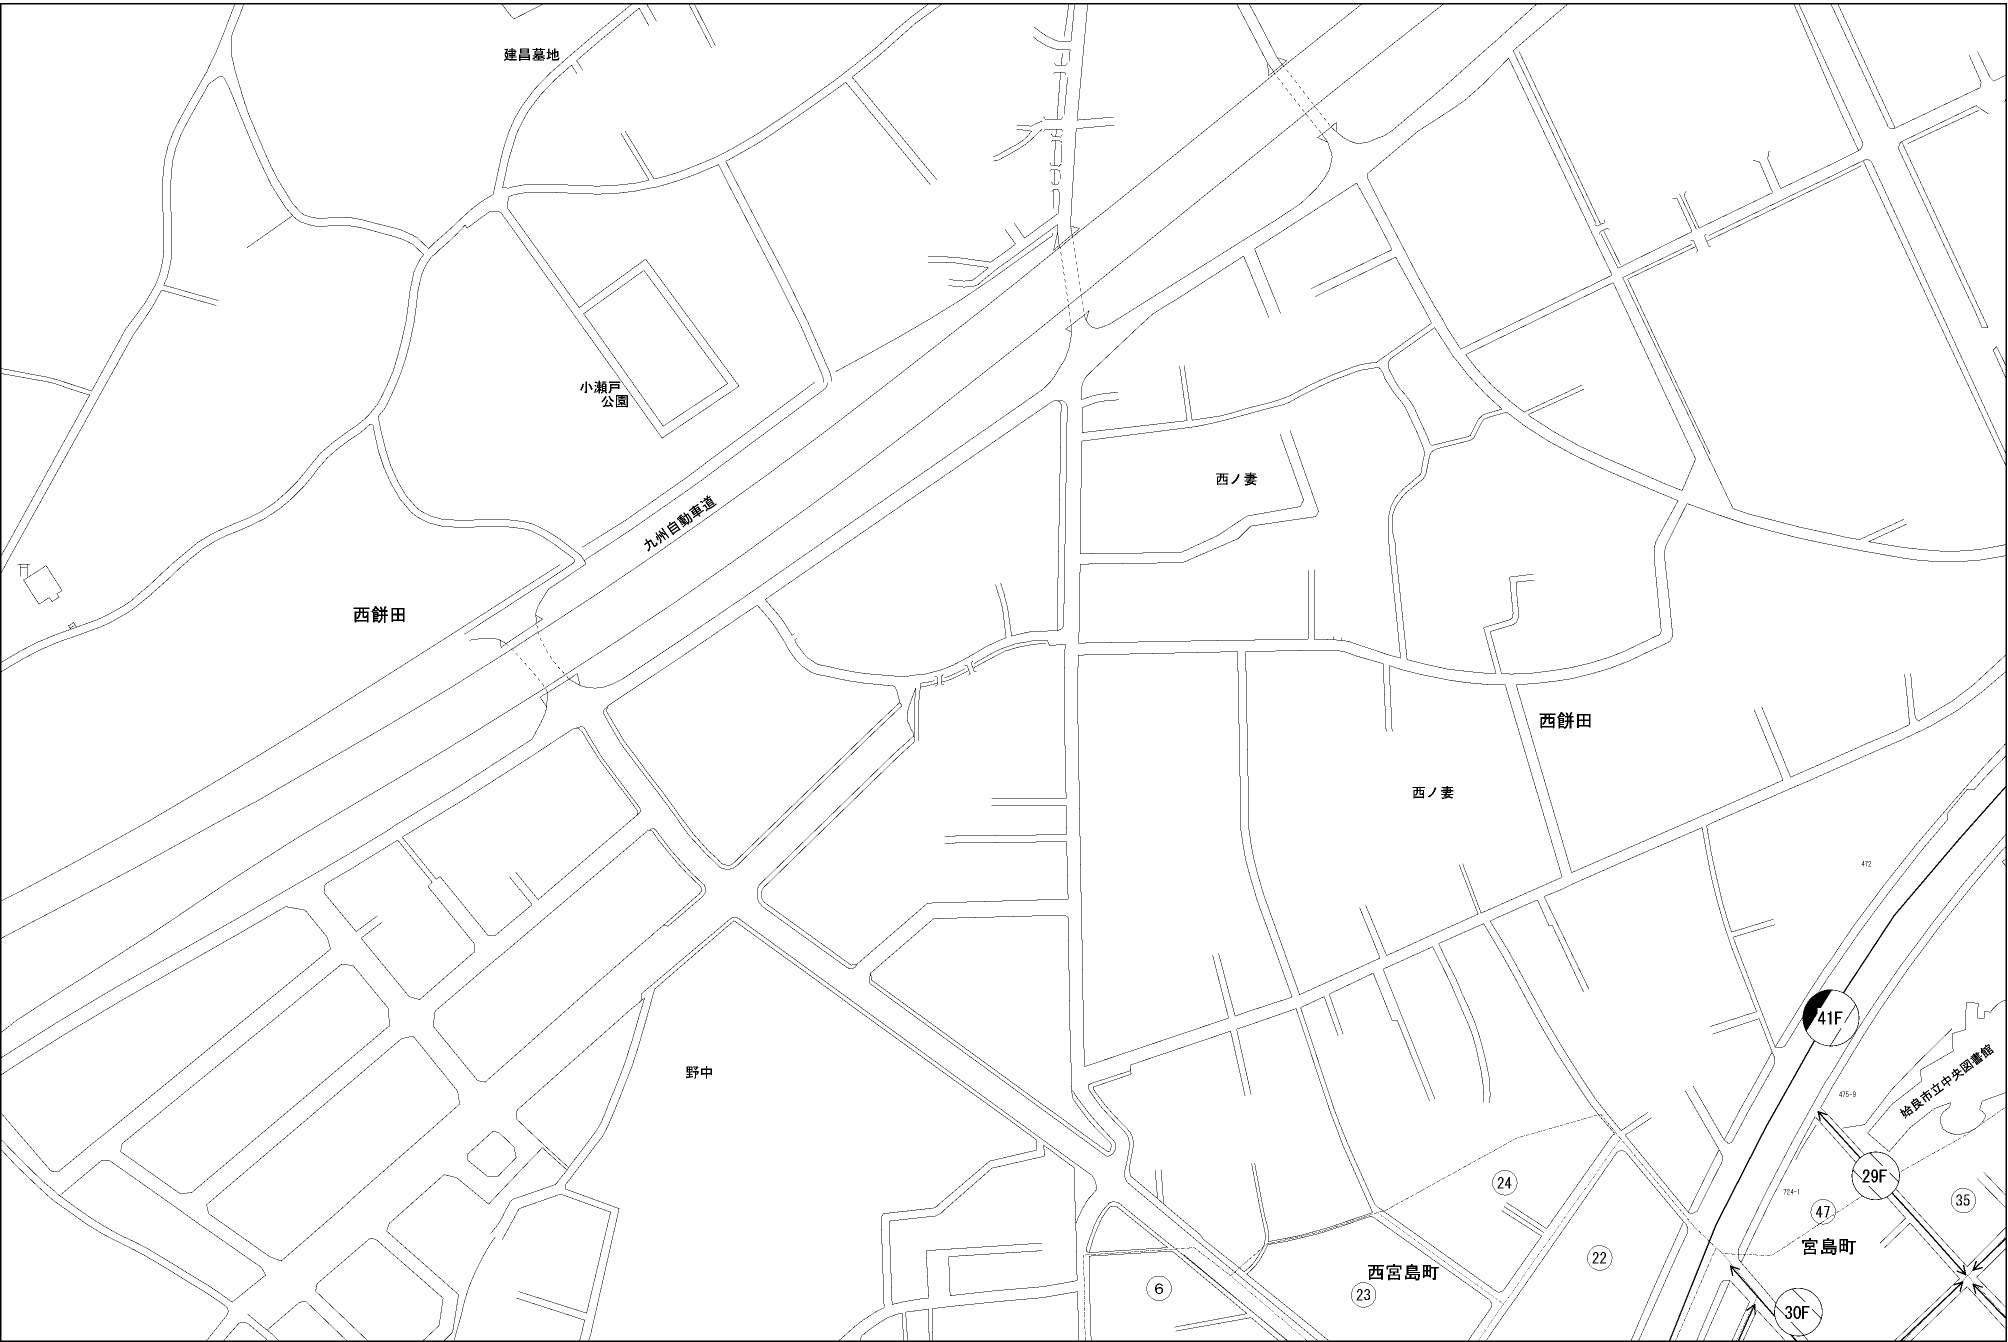 建昌墓地
小瀬戸
公園
西ノ妻
九州自動車道
西餅田
西餅田
西ノ妻
472
41F
姶良市立中央図書館
野中
475-9
29F
24
724-1
47
35
宮島町
22
西宮島町
6
23
30F